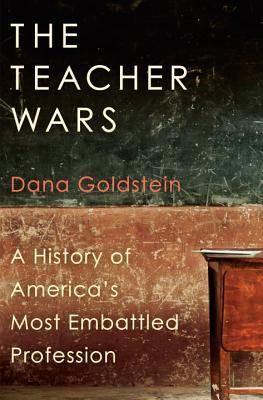 THE
TEACHER
WARS
Dana Goldstein
A History of
America's
Most Embattled
Profession